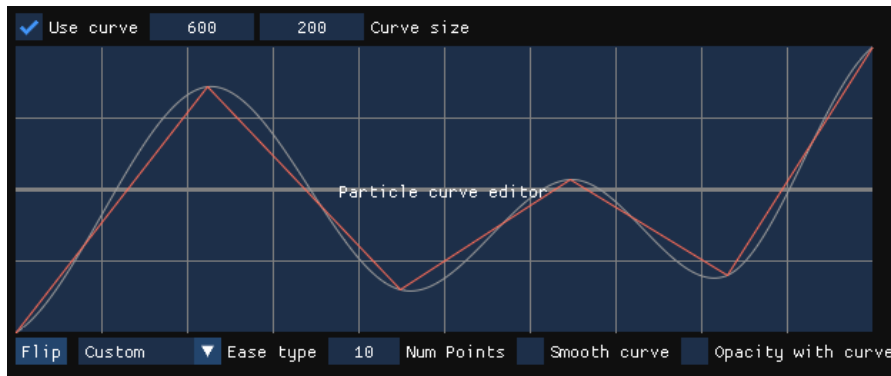 Use curve 600 200 Curve size
Particle curve editor
Flip Custom Ease type 10 Num Points Smooth curve Opacity with curve